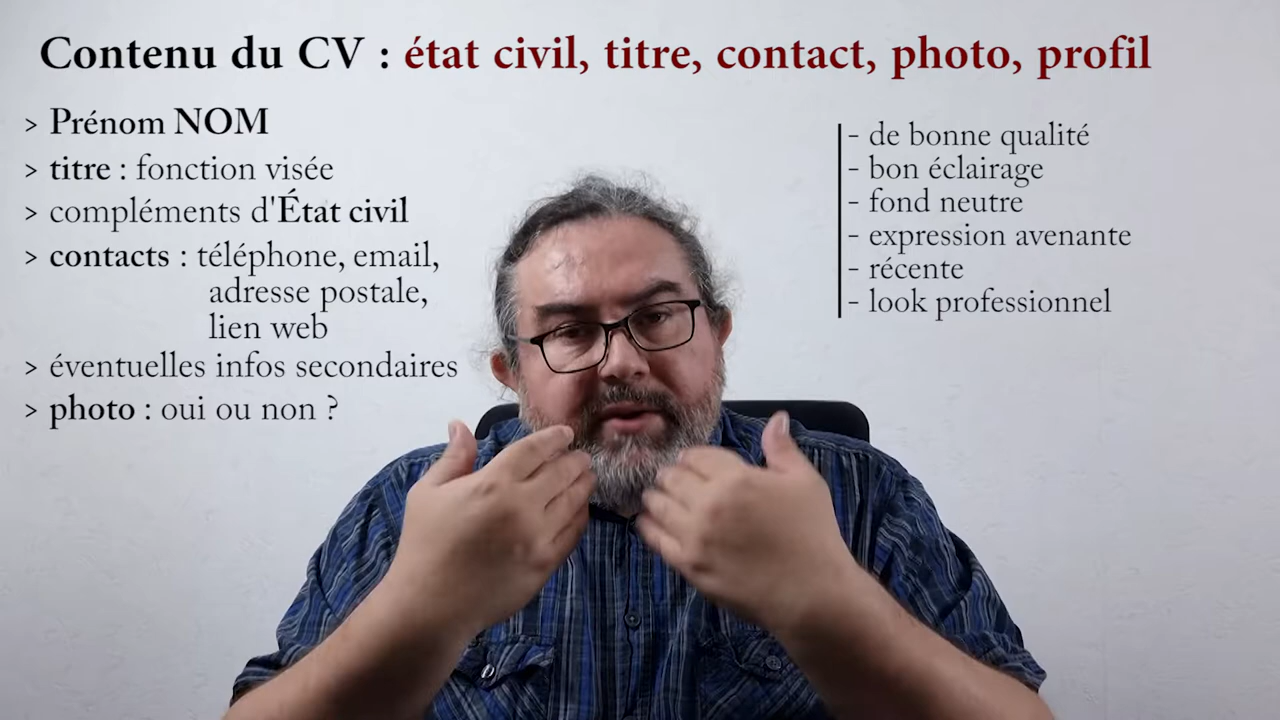 Contenu du CV : état civil, titre, contact, photo, profil
> Prénom NOM
> titre : fonction visée
> compléments d'État civil
> contacts : téléphone, email,
adresse postale,
lien web
> éventuelles infos secondaires
> photo : oui ou non ?
- de bonne qualité
- bon éclairage
- fond neutre
- expression avenante
- récente
- look professionnel